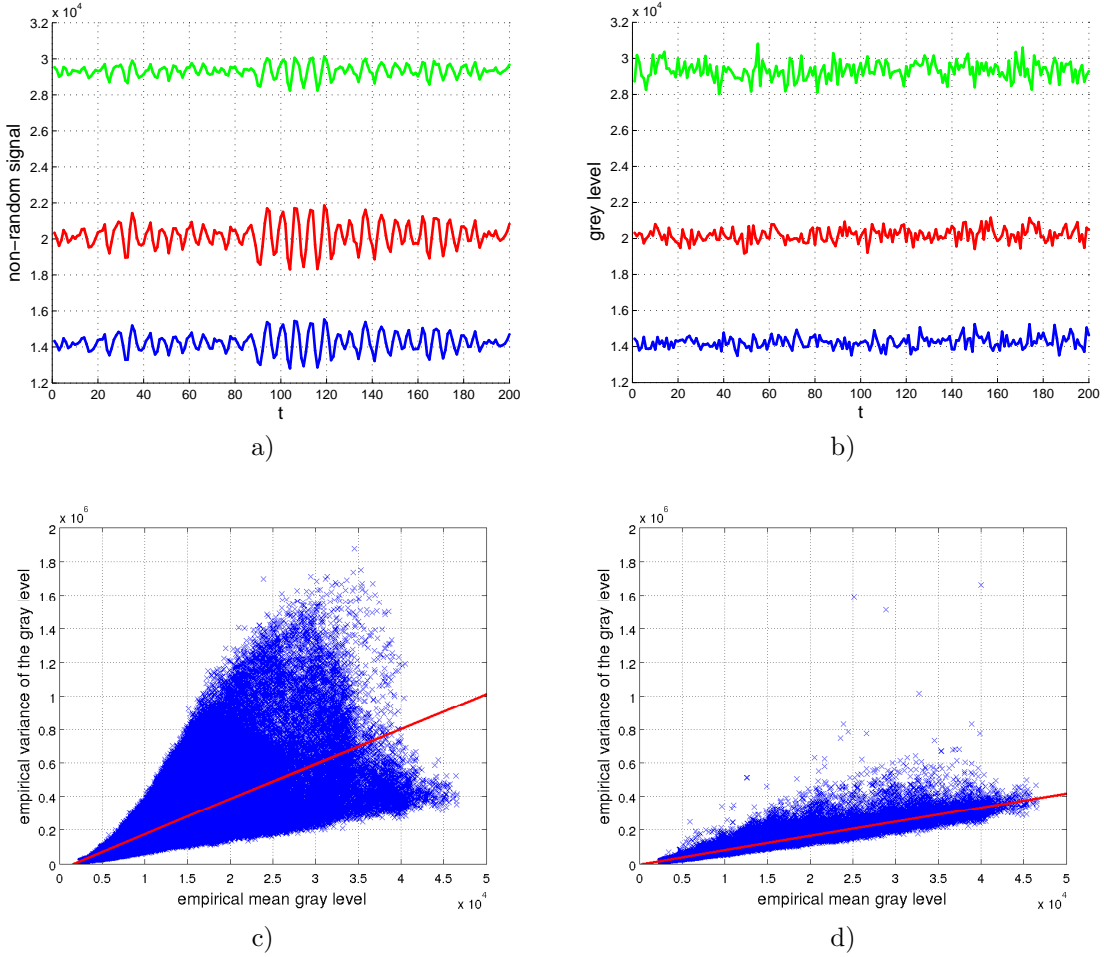 x 10^4
3.2
3
2.8
2.6
2.4
2.2
2
1.8
1.6
1.4
1.2
non−random signal
0 20 40 60 80 100 120 140 160 180 200
t
a)
x 10^4
3.2
3
2.8
2.6
2.4
2.2
2
1.8
1.6
1.4
1.2
grey level
0 20 40 60 80 100 120 140 160 180 200
t
b)
x 10^6
2
1.8
1.6
1.4
1.2
1
0.8
0.6
0.4
0.2
0
empirical variance of the gray level
0 0.5 1 1.5 2 2.5 3 3.5 4 4.5 5
empirical mean gray level
x 10^4
c)
x 10^6
2
1.8
1.6
1.4
1.2
1
0.8
0.6
0.4
0.2
0
empirical variance of the gray level
0 0.5 1 1.5 2 2.5 3 3.5 4 4.5 5
empirical mean gray level
x 10^4
d)